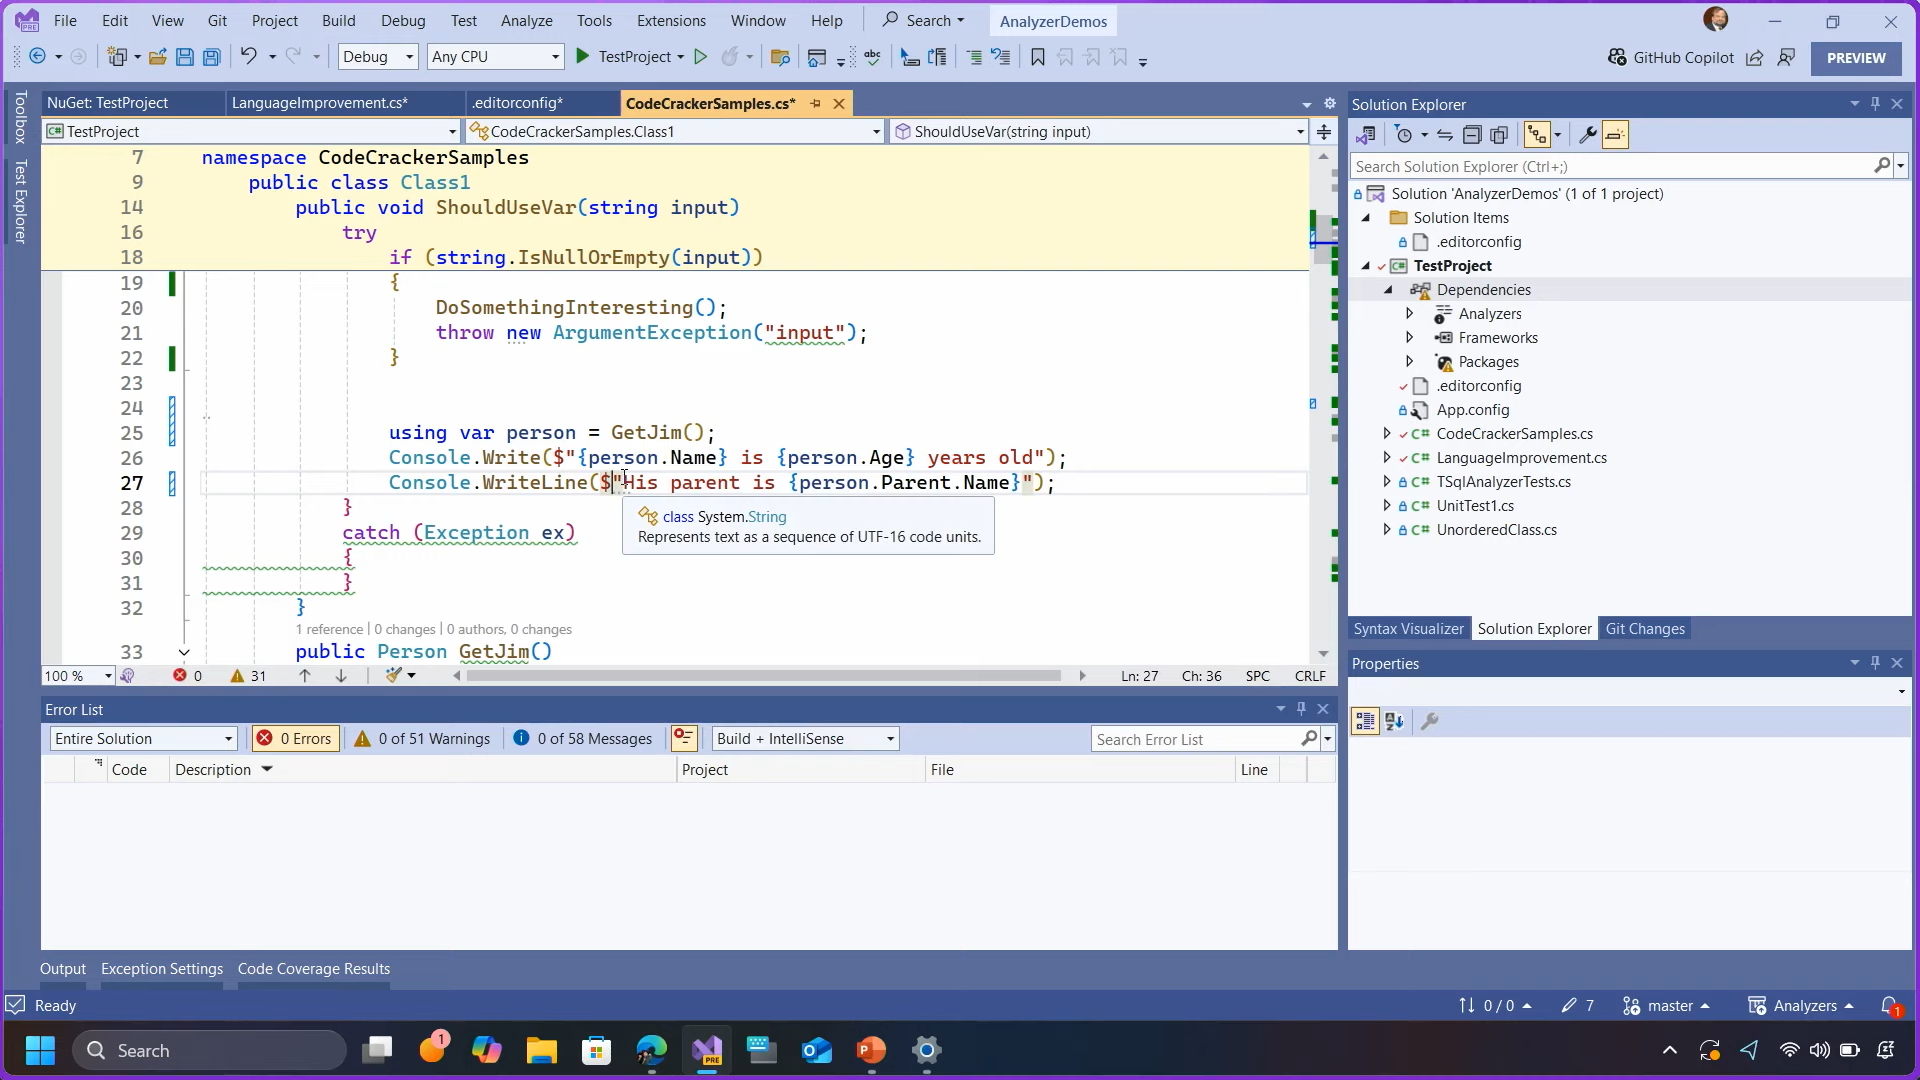 File Edit View Git Project Build Debug Test Analyze Tools Extensions Window Help Search AnalyzerDemos
Debug Any CPU TestProject abc GitHub Copilot PREVIEW
Toolbox
Test Explorer
NuGet: TestProject LanguageImprovement.cs* .editorconfig* CodeCrackerSamples.cs*
TestProject CodeCrackerSamples.Class1 ShouldUseVar(string input)
7 namespace CodeCrackerSamples
9 public class Class1
14 public void ShouldUseVar(string input)
16 try
18 if (string.IsNullOrEmpty(input))
19 {
20 DoSomethingInteresting();
21 throw new ArgumentException("input");
22 }
23
24
25 using var person = GetJim();
26 Console.Write($"{person.Name} is {person.Age} years old");
27 Console.WriteLine($"His parent is {person.Parent.Name}");
class System.String
Represents text as a sequence of UTF-16 code units.
28 }
29 catch (Exception ex)
30 {
31 }
32 }
1 reference | 0 changes | 0 authors, 0 changes
33 public Person GetJim()
100 % 0 31 Ln: 27 Ch: 36 SPC CRLF
Error List
Entire Solution 0 Errors 0 of 51 Warnings 0 of 58 Messages Build + IntelliSense Search Error List
Code Description Project File Line
Output Exception Settings Code Coverage Results
Solution Explorer
Search Solution Explorer (Ctrl+;)
Solution 'AnalyzerDemos' (1 of 1 project)
Solution Items
.editorconfig
TestProject
Dependencies
Analyzers
Frameworks
Packages
.editorconfig
App.config
C# CodeCrackerSamples.cs
C# LanguageImprovement.cs
C# TSqlAnalyzerTests.cs
C# UnitTest1.cs
C# UnorderedClass.cs
Syntax Visualizer Solution Explorer Git Changes
Properties
Ready 0 / 0 7 master Analyzers 1
Search 1 PRE